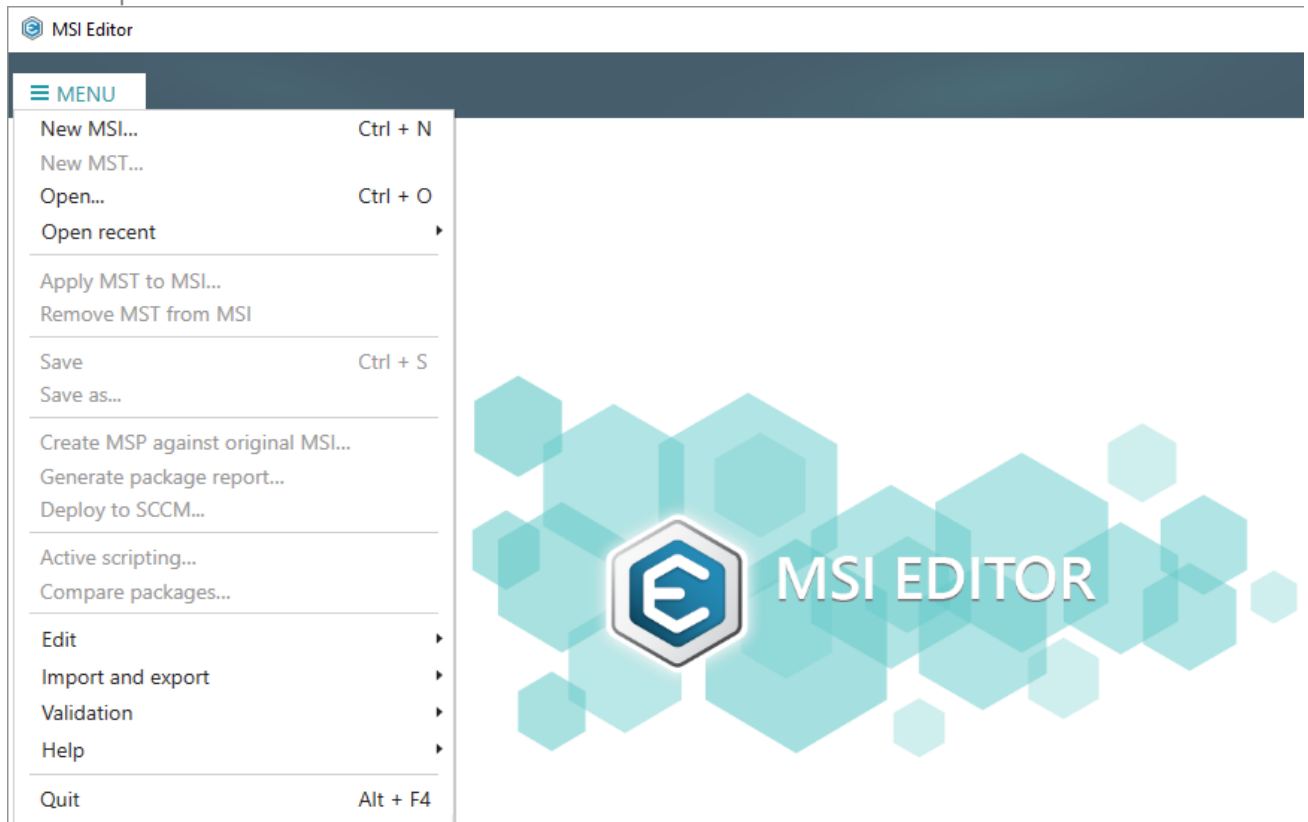 MSI Editor
MENU
New MSI... Ctrl + N
New MST...
Open... Ctrl + O
Open recent
Apply MST to MSI...
Remove MST from MSI
Save Ctrl + S
Save as...
Create MSP against original MSI...
Generate package report...
Deploy to SCCM...
Active scripting...
Compare packages...
Edit
Import and export
Validation
Help
Quit Alt + F4
MSI EDITOR